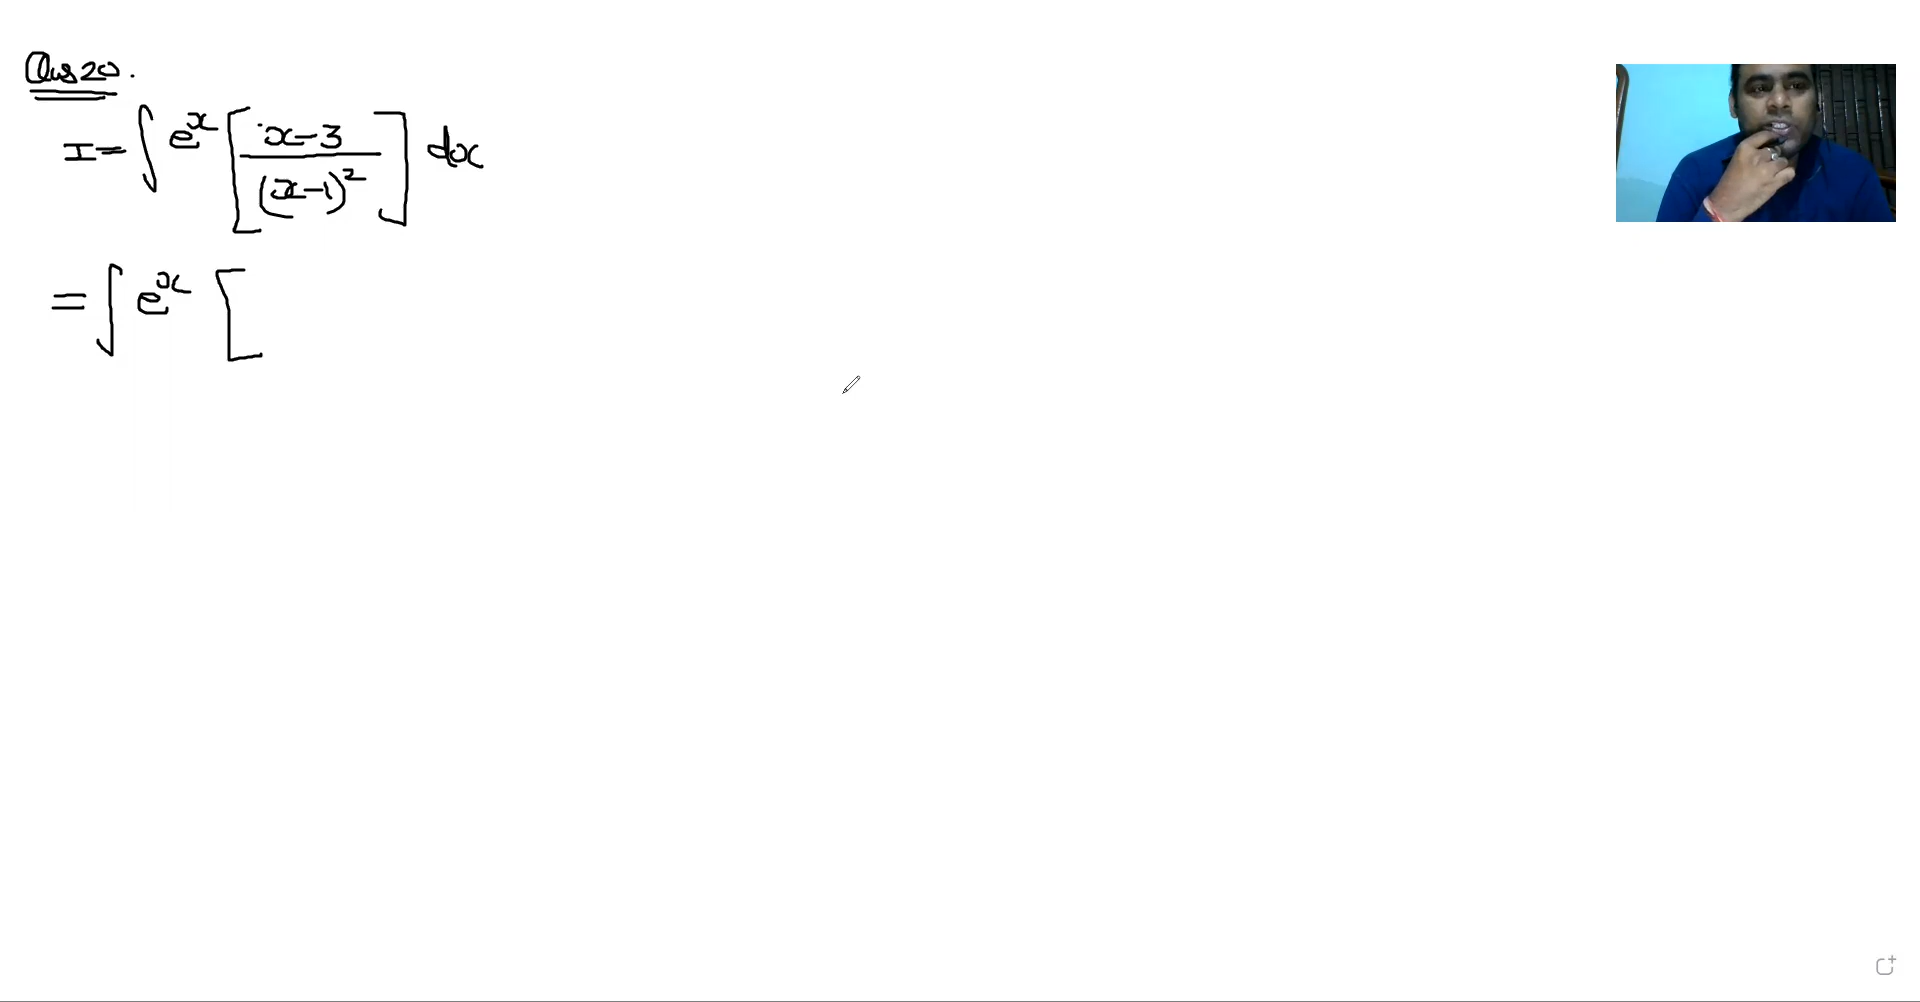 Ques 20.
I = ∫ e^x [ (x-3)/(x-1)^2 ] dx
= ∫ e^x [